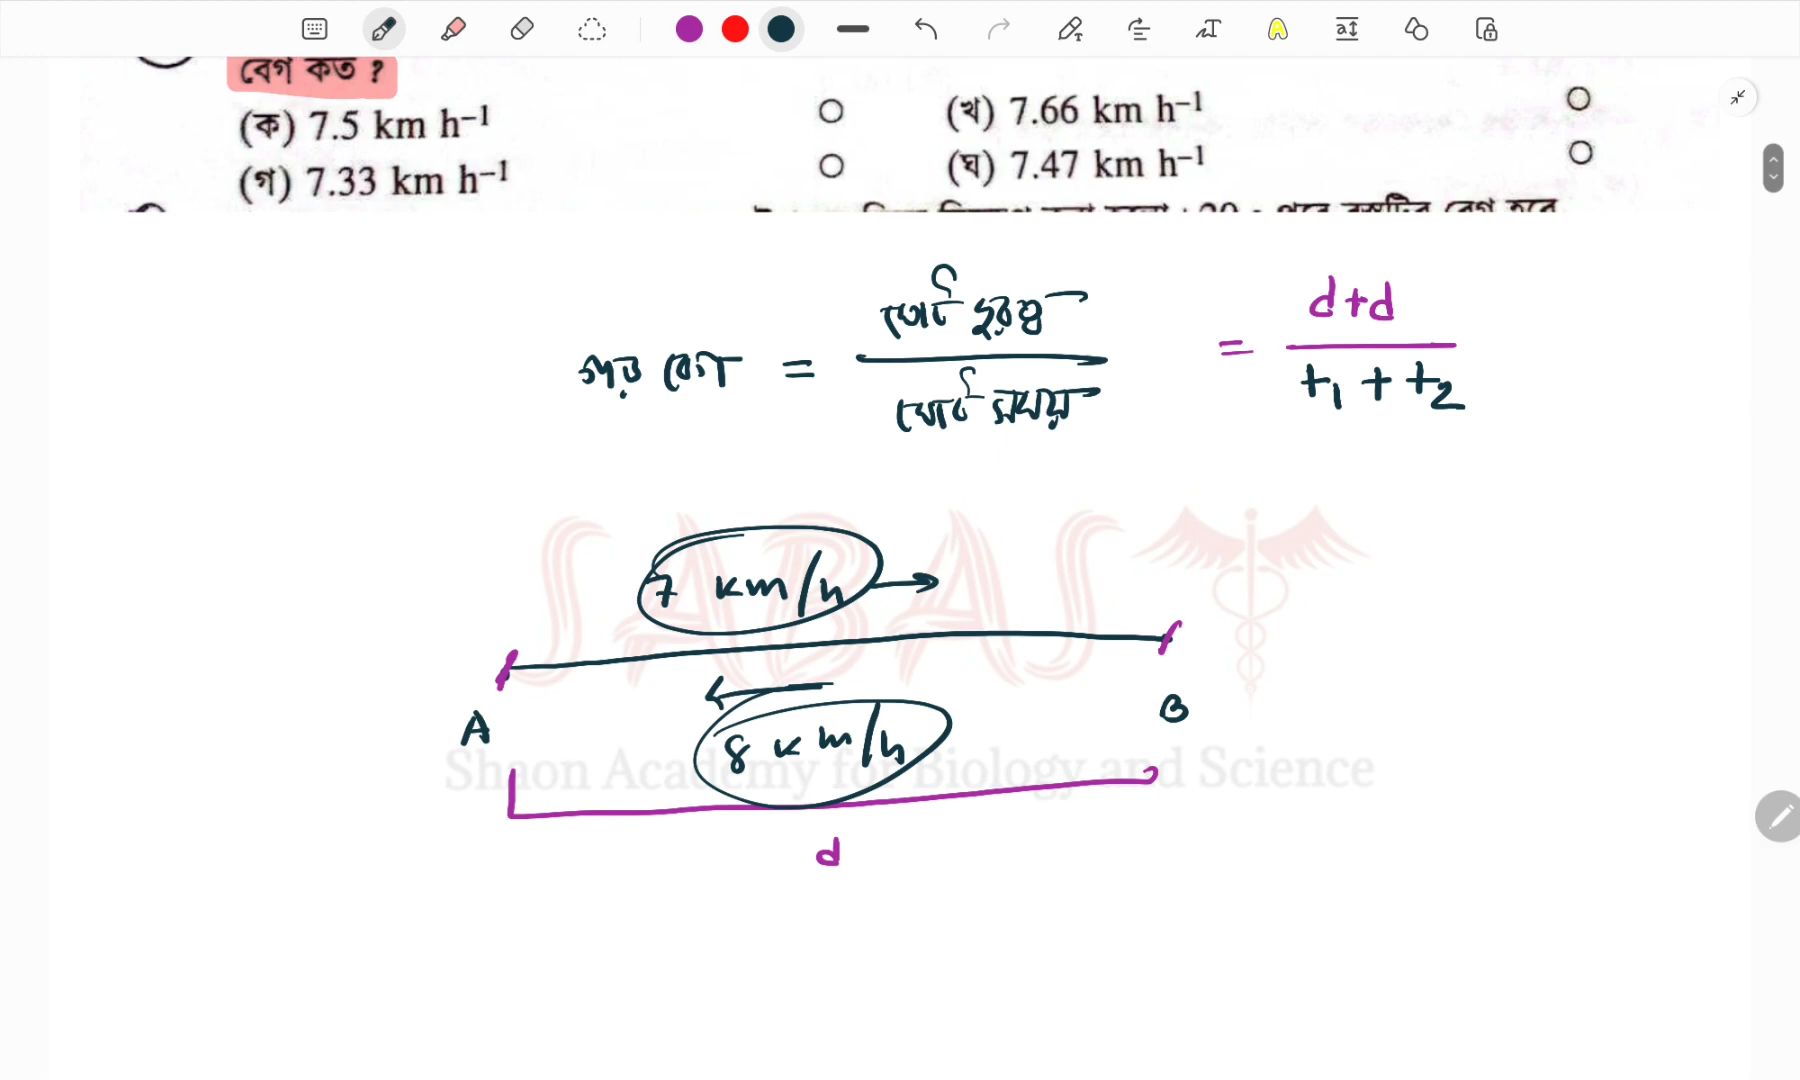 বেগ কত ?
(ক) 7.5 km h⁻¹ (খ) 7.66 km h⁻¹
(গ) 7.33 km h⁻¹ (ঘ) 7.47 km h⁻¹
গড় বেগ = মোট দূরত্ব / মোট সময় = d+d / t₁ + t₂
7 km/h
A
B
8 km/h
SABAS
Shaon Academy for Biology and Science
d